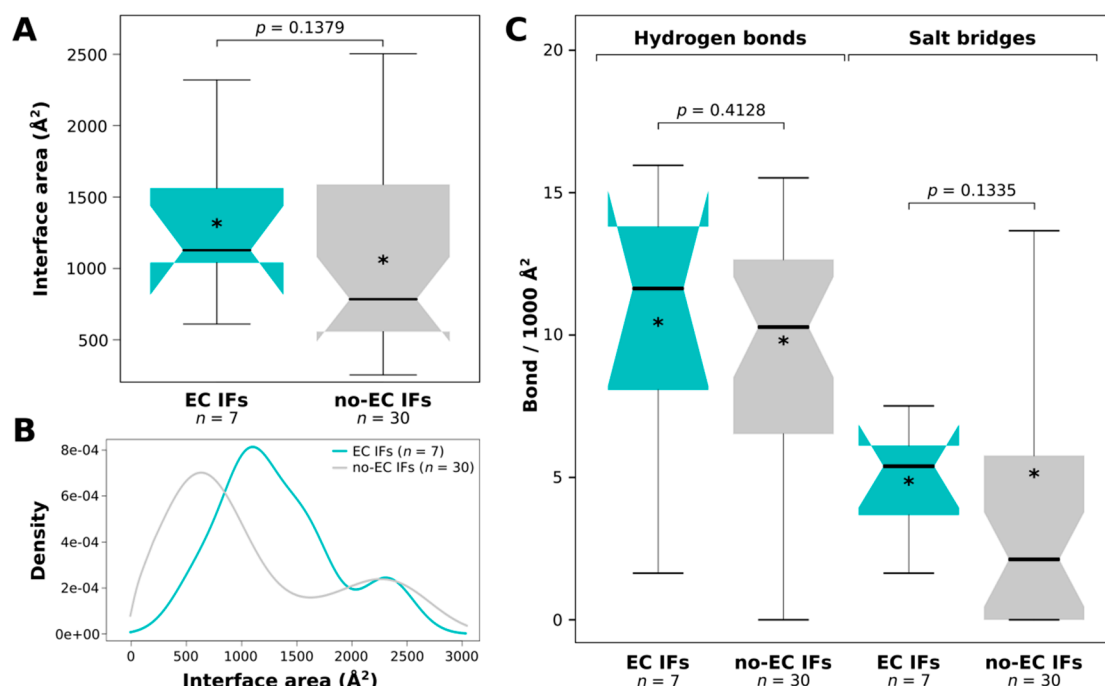 A
p = 0.1379
Interface area (Å²)
2500
2000
1500
1000
500
*
*
EC IFs
n = 7
no-EC IFs
n = 30
B
EC IFs (n = 7)
no-EC IFs (n = 30)
Density
8e-04
6e-04
4e-04
2e-04
0e+00
0
500
1000
1500
2000
2500
3000
Interface area (Å²)
C
Hydrogen bonds
Salt bridges
p = 0.4128
p = 0.1335
Bond / 1000 Å²
20
15
10
5
0
*
*
*
*
EC IFs
n = 7
no-EC IFs
n = 30
EC IFs
n = 7
no-EC IFs
n = 30